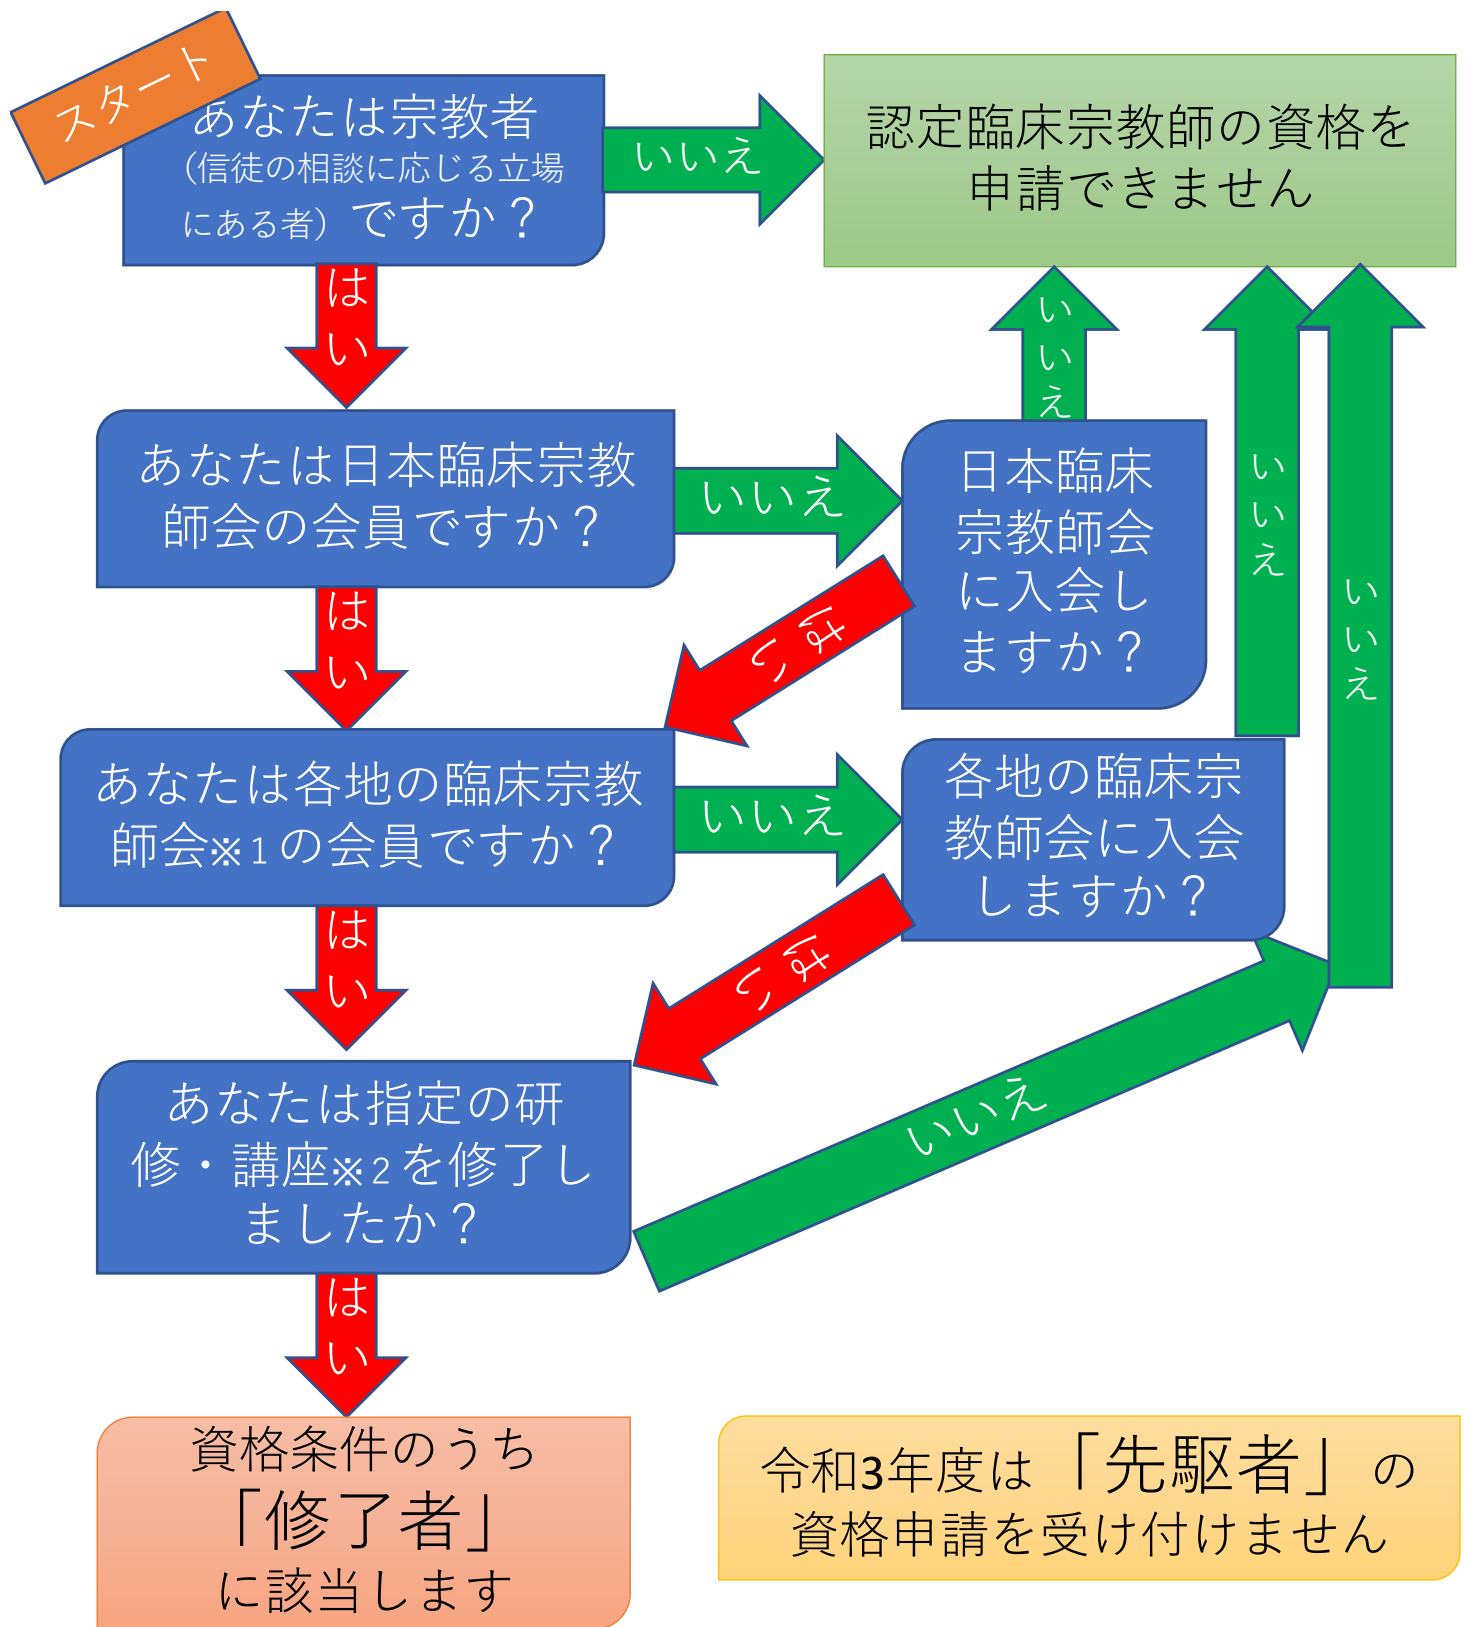 スタート
あなたは宗教者
（信徒の相談に応じる立場
にある者）ですか？
いいえ
認定臨床宗教師の資格を
申請できません
はい
いいえ
あなたは日本臨床宗教
師会の会員ですか？
いいえ
日本臨床
宗教師会
に入会し
ますか？
いいえ
いいえ
はい
はい
あなたは各地の臨床宗教
師会※1の会員ですか？
いいえ
各地の臨床宗
教師会に入会
しますか？
はい
はい
あなたは指定の研
修・講座※2を修了し
ましたか？
いいえ
はい
資格条件のうち
「修了者」
に該当します
令和3年度は「先駆者」の
資格申請を受け付けません